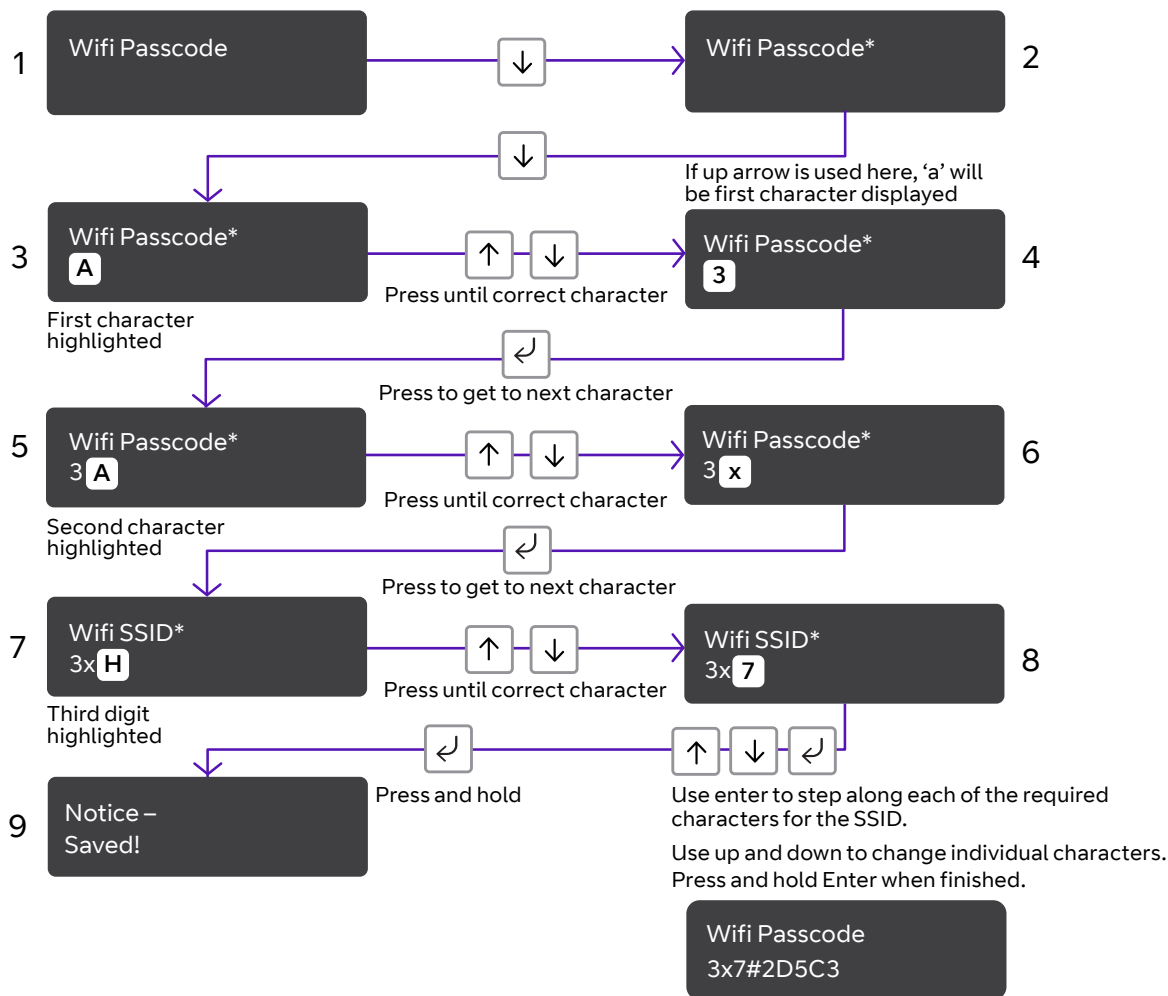 1
Wifi Passcode
Wifi Passcode*
2
If up arrow is used here, ‘a’ will
be first character displayed
3
Wifi Passcode*
A
First character
highlighted
Press until correct character
Wifi Passcode*
3
4
Press to get to next character
5
Wifi Passcode*
3 A
Second character
highlighted
Press until correct character
Wifi Passcode*
3 x
6
Press to get to next character
7
Wifi SSID*
3x H
Third digit
highlighted
Press until correct character
Wifi SSID*
3x 7
8
9
Notice –
Saved!
Press and hold
Use enter to step along each of the required
characters for the SSID.
Use up and down to change individual characters.
Press and hold Enter when finished.
Wifi Passcode
3x7#2D5C3